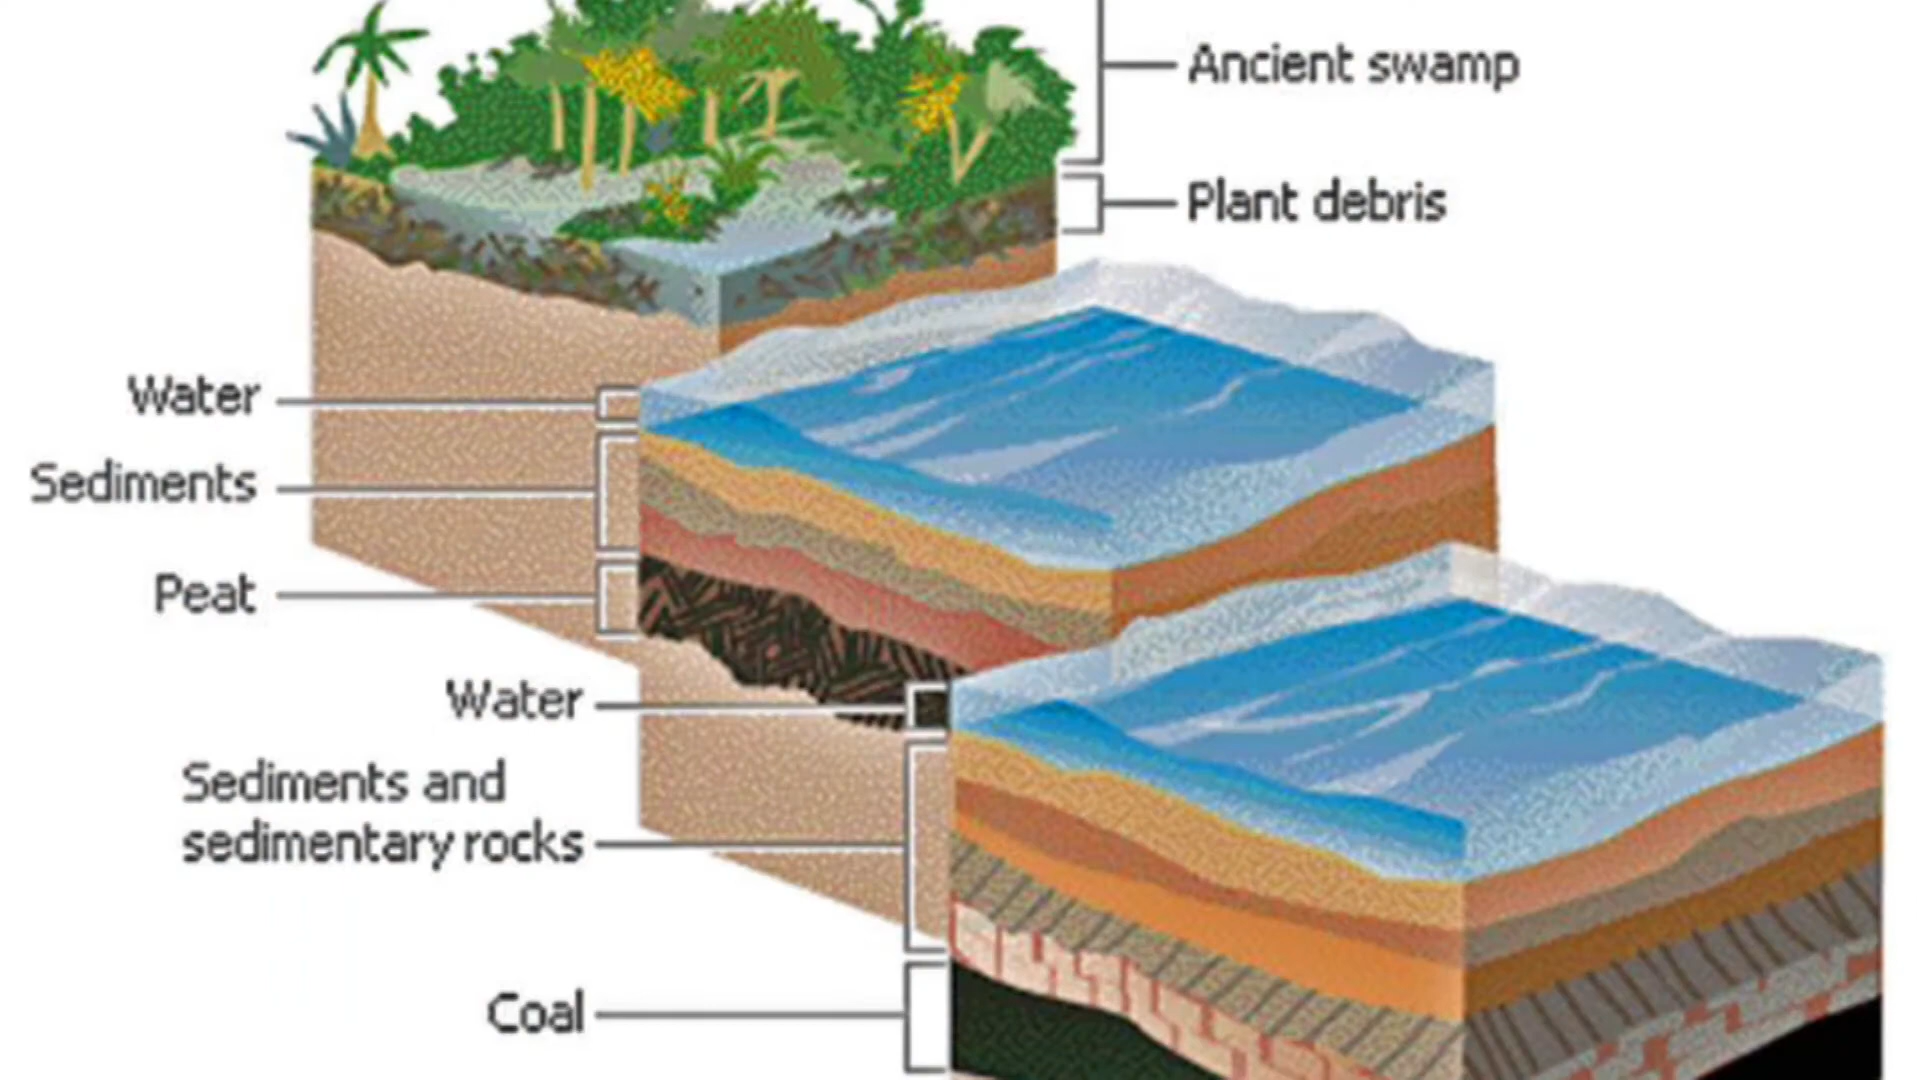 Ancient swamp
Plant debris
Water
Sediments
Peat
Water
Sediments and
sedimentary rocks
Coal